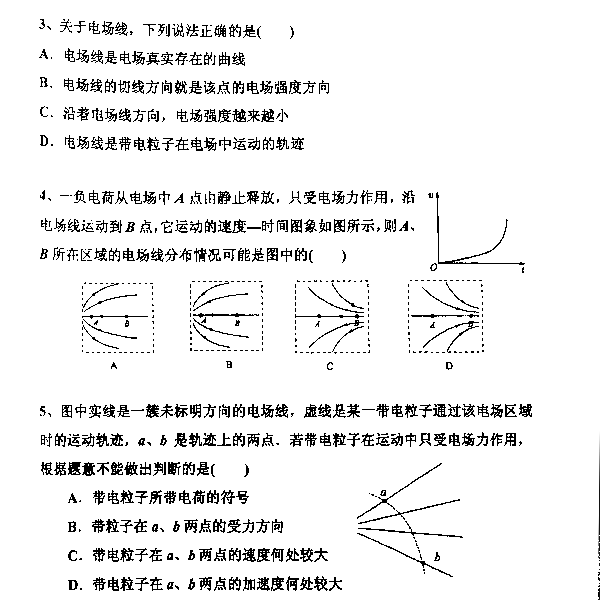 3、关于电场线，下列说法正确的是( )
A．电场线是电场真实存在的曲线
B．电场线的切线方向就是该点的电场强度方向
C．沿着电场线方向，电场强度越来越小
D．电场线是带电粒子在电场中运动的轨迹
4、一负电荷从电场中 A 点由静止释放，只受电场力作用，沿
电场线运动到 B 点，它运动的速度—时间图象如图所示，则 A、
B 所在区域的电场线分布情况可能是图中的( )
v
O t
A B A B A B A B
A B C D
5、图中实线是一簇未标明方向的电场线，虚线是某一带电粒子通过该电场区域
时的运动轨迹，a、b 是轨迹上的两点．若带电粒子在运动中只受电场力作用，
根据题意不能做出判断的是( )
A．带电粒子所带电荷的符号
B．带粒子在 a、b 两点的受力方向
C．带电粒子在 a、b 两点的速度何处较大
D．带电粒子在 a、b 两点的加速度何处较大
a
b